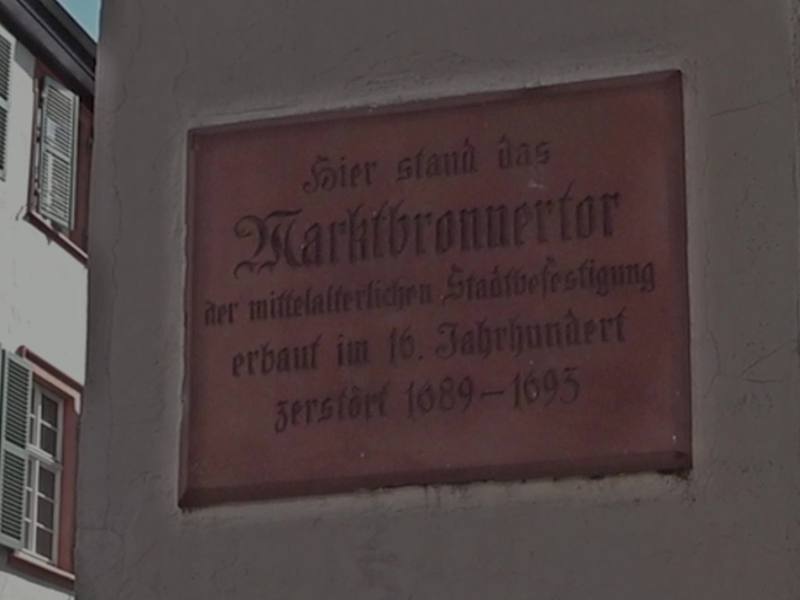 Hier stand das
Marktbronnertor
der mittelalterlichen Stadtbefestigung
erbaut im 16. Jahrhundert
zerstört 1689–1693